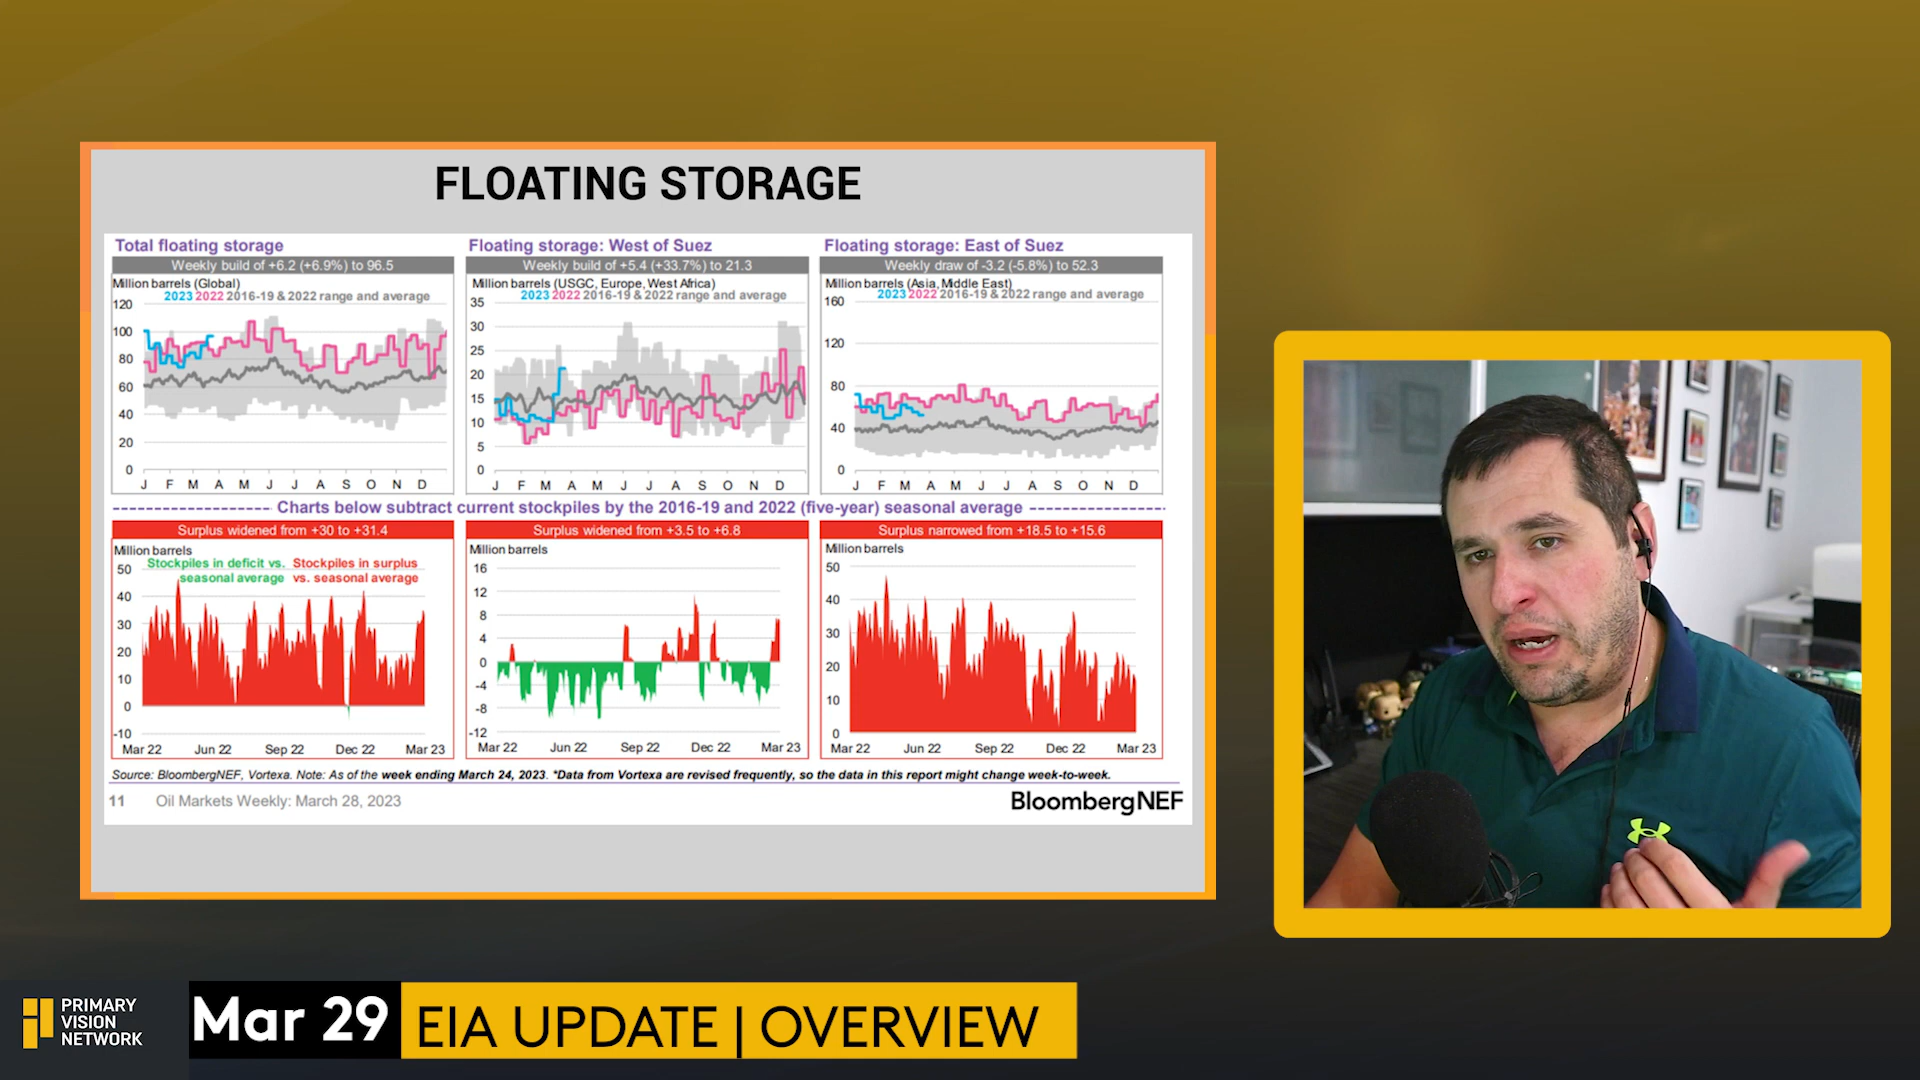 FLOATING STORAGE
Total floating storage
Weekly build of +6.2 (+6.9%) to 96.5
Million barrels (Global)
2023 2022 2016-19 & 2022 range and average
120
100
80
60
40
20
0
J F M A M J J A S O N D
Floating storage: West of Suez
Weekly build of +5.4 (+33.7%) to 21.3
Million barrels (USGC, Europe, West Africa)
2023 2022 2016-19 & 2022 range and average
35
30
25
20
15
10
5
0
J F M A M J J A S O N D
Floating storage: East of Suez
Weekly draw of -3.2 (-5.8%) to 52.3
Million barrels (Asia, Middle East)
2023 2022 2016-19 & 2022 range and average
160
120
80
40
0
J F M A M J J A S O N D
Charts below subtract current stockpiles by the 2016-19 and 2022 (five-year) seasonal average
Surplus widened from +30 to +31.4
Million barrels
Stockpiles in deficit vs. seasonal average
Stockpiles in surplus vs. seasonal average
50
40
30
20
10
0
-10
Mar 22 Jun 22 Sep 22 Dec 22 Mar 23
Surplus widened from +3.5 to +6.8
Million barrels
16
12
8
4
0
-4
-8
-12
Mar 22 Jun 22 Sep 22 Dec 22 Mar 23
Surplus narrowed from +18.5 to +15.6
Million barrels
50
40
30
20
10
0
Mar 22 Jun 22 Sep 22 Dec 22 Mar 23
Source: BloombergNEF, Vortexa. Note: As of the week ending March 24, 2023. *Data from Vortexa are revised frequently, so the data in this report might change week-to-week.
11 Oil Markets Weekly: March 28, 2023
BloombergNEF
PRIMARY
VISION
NETWORK
Mar 29
EIA UPDATE | OVERVIEW